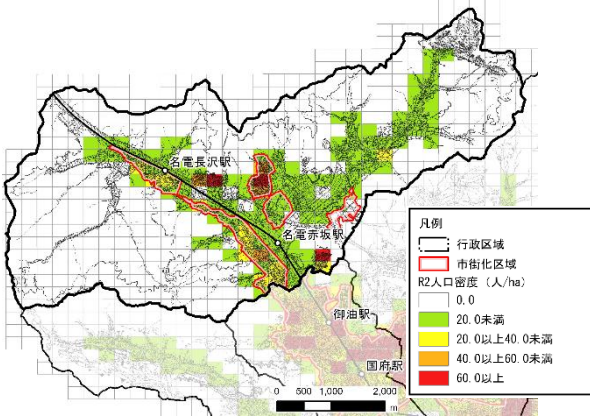 名電長沢駅
名電赤坂駅
御油駅
国府駅
凡例
行政区域
市街化区域
R2人口密度（人/ha）
0.0
20.0未満
20.0以上40.0未満
40.0以上60.0未満
60.0以上
0 500 1,000 2,000
m